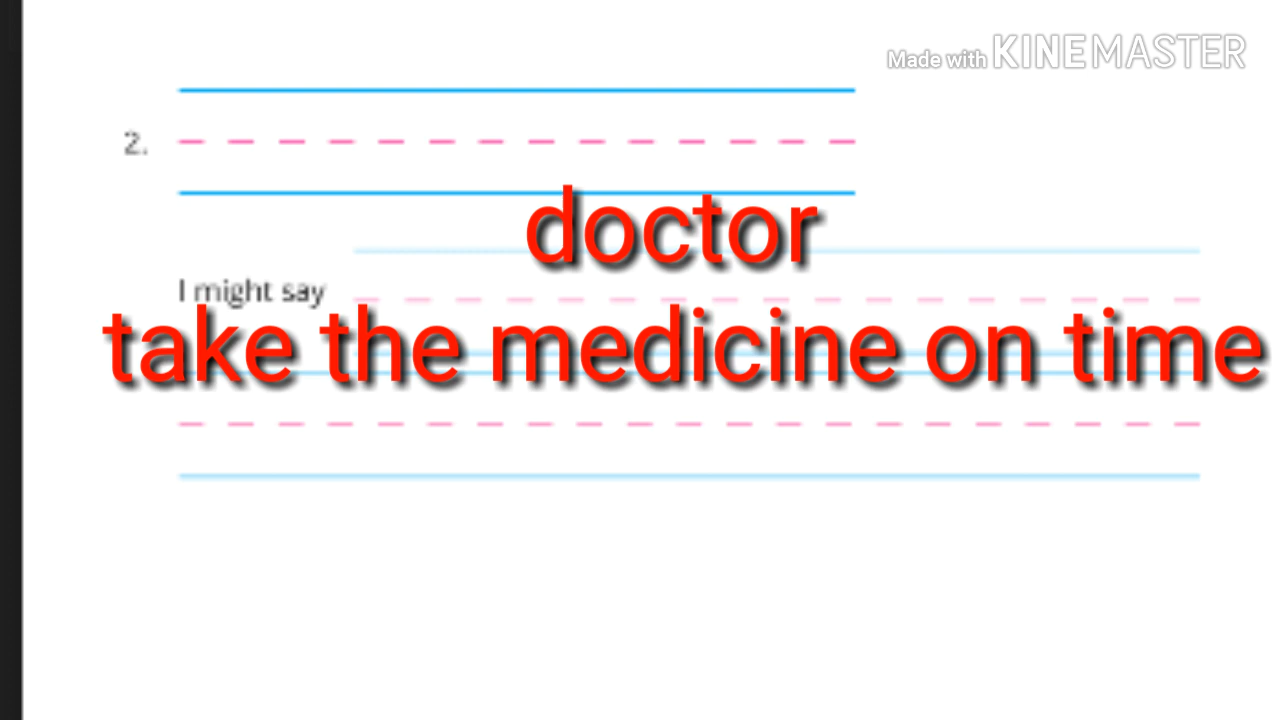 Made with KINEMASTER
2.
doctor
I might say
take the medicine on time